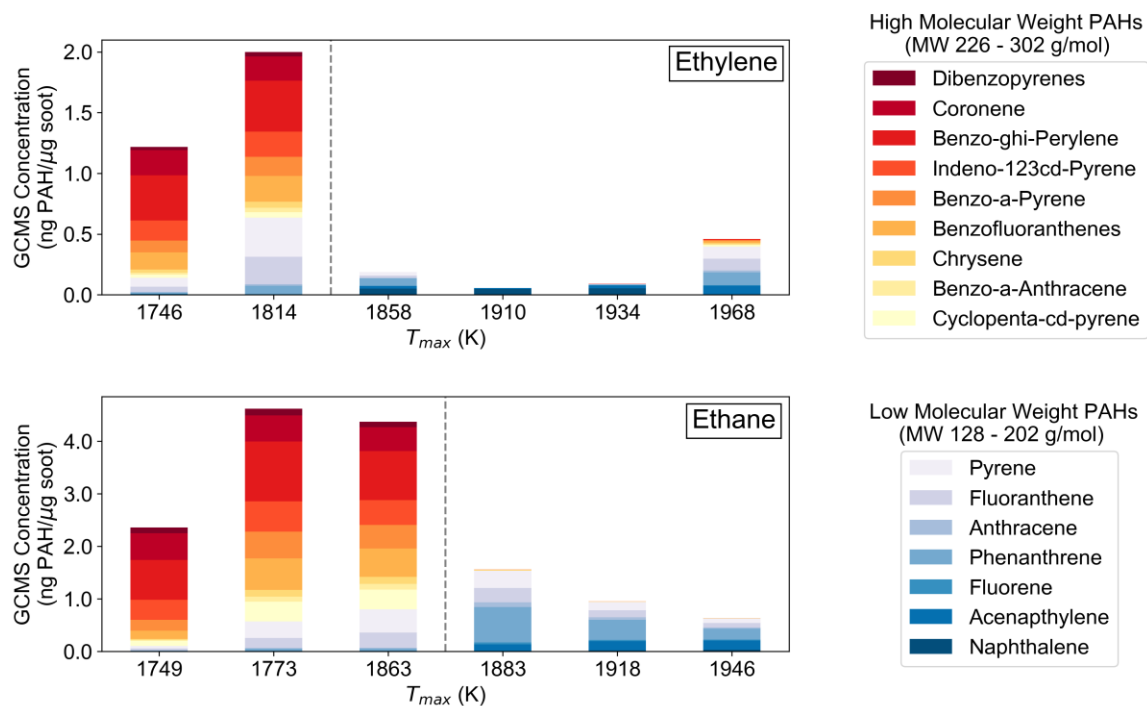 Ethylene
GCMS Concentration
(ng PAH/μg soot)
2.0
1.5
1.0
0.5
0.0
1746 1814 1858 1910 1934 1968
Tmax (K)
High Molecular Weight PAHs
(MW 226 - 302 g/mol)
Dibenzopyrenes
Coronene
Benzo-ghi-Perylene
Indeno-123cd-Pyrene
Benzo-a-Pyrene
Benzofluoranthenes
Chrysene
Benzo-a-Anthracene
Cyclopenta-cd-pyrene
Ethane
GCMS Concentration
(ng PAH/μg soot)
4.0
3.0
2.0
1.0
0.0
1749 1773 1863 1883 1918 1946
Tmax (K)
Low Molecular Weight PAHs
(MW 128 - 202 g/mol)
Pyrene
Fluoranthene
Anthracene
Phenanthrene
Fluorene
Acenapthylene
Naphthalene